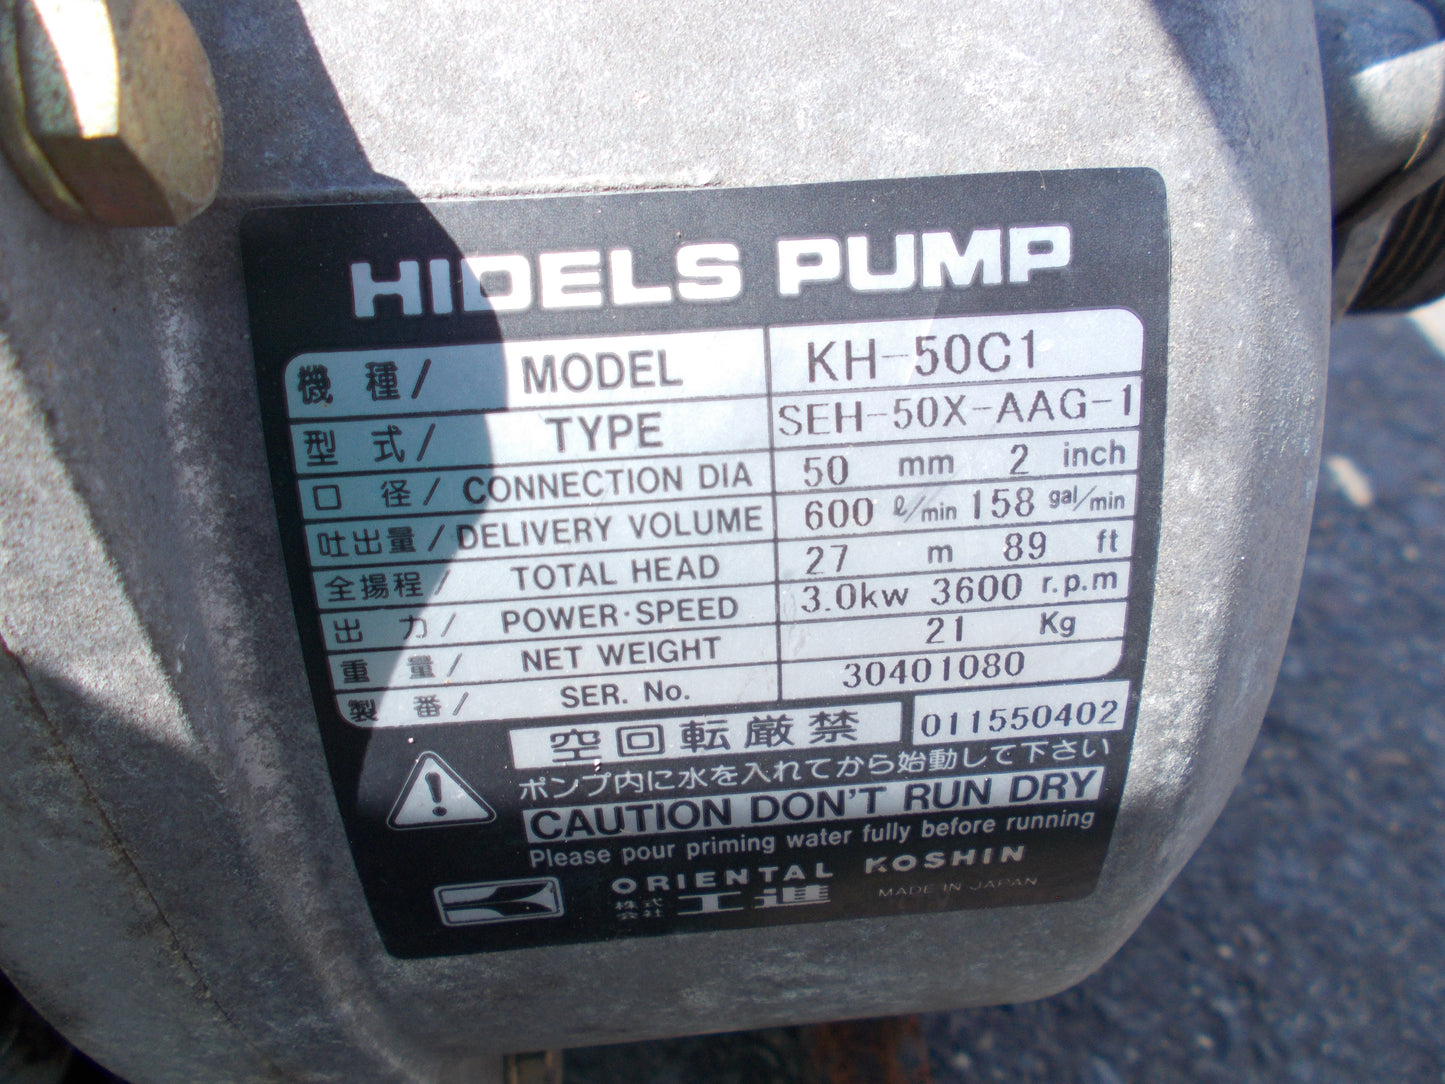 HIDELS PUMP
機種/ MODEL KH-50C1
型式/ TYPE SEH-50X-AAG-1
口径/ CONNECTION DIA 50 mm 2 inch
吐出量/ DELIVERY VOLUME 600 ℓ/min 158 gal/min
全揚程/ TOTAL HEAD 27 m 89 ft
出力/ POWER·SPEED 3.0kw 3600 r.p.m
重量/ NET WEIGHT 21 Kg
製番/ SER. No. 30401080
空回転厳禁 011550402
ポンプ内に水を入れてから始動して下さい
CAUTION DON'T RUN DRY
Please pour priming water fully before running
ORIENTAL KOSHIN
株式会社 工進 MADE IN JAPAN